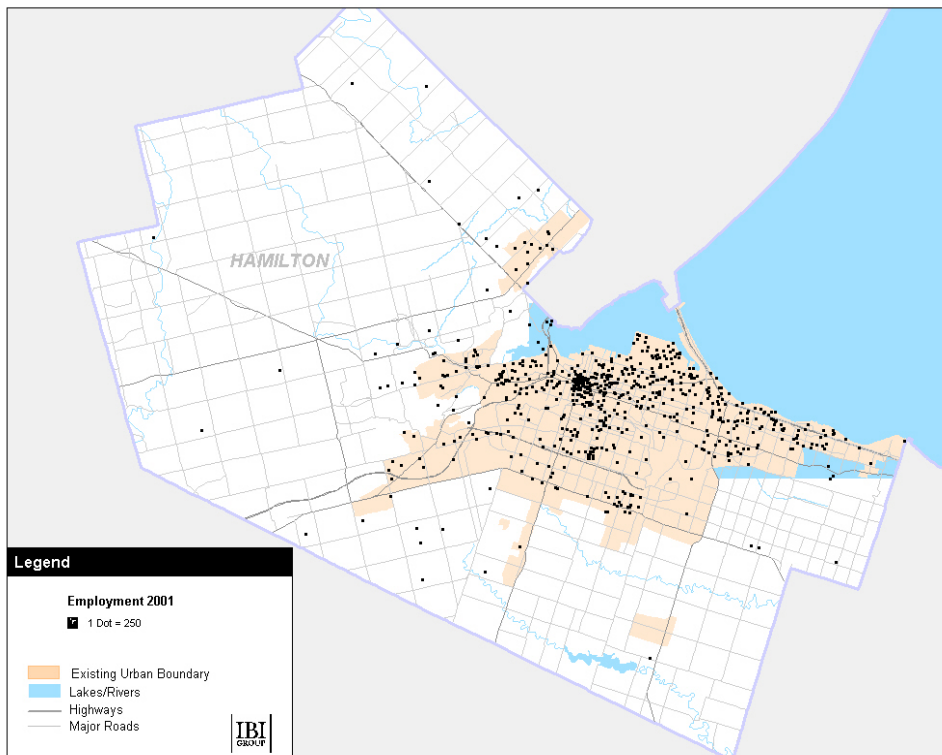 HAMILTON
Legend
Employment 2001
1 Dot = 250
Existing Urban Boundary
Lakes/Rivers
Highways
Major Roads
IBI
GROUP